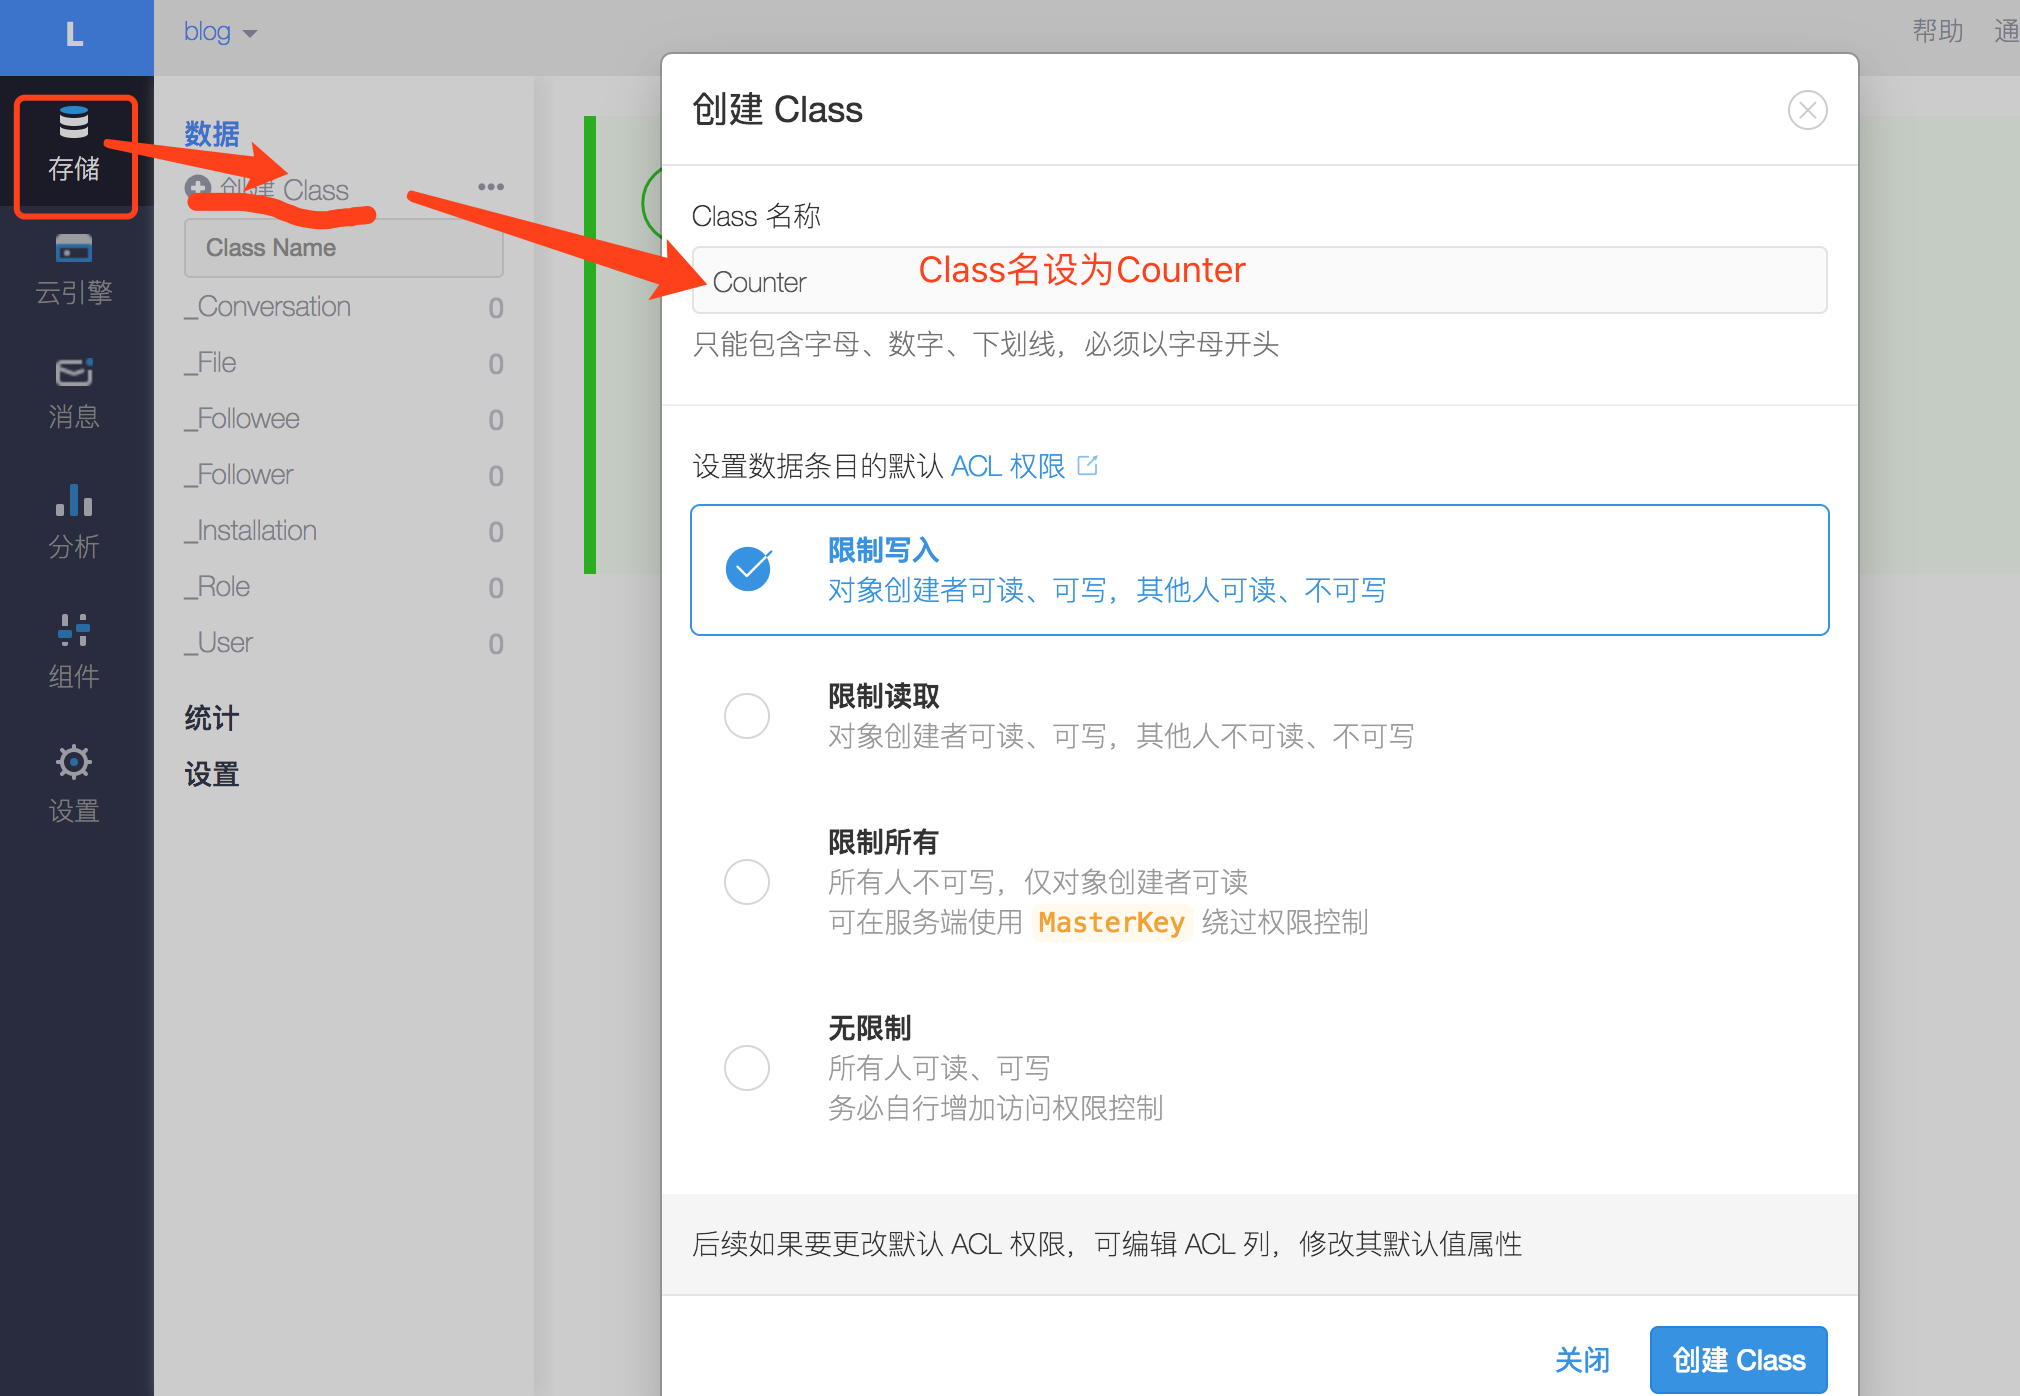 L
blog
帮助
通
存储
云引擎
消息
分析
组件
设置
数据
创建 Class
Class Name
_Conversation 0
_File 0
_Followee 0
_Follower 0
_Installation 0
_Role 0
_User 0
统计
设置
创建 Class
Class 名称
Counter
Class名设为Counter
只能包含字母、数字、下划线，必须以字母开头
设置数据条目的默认 ACL 权限
限制写入
对象创建者可读、可写，其他人可读、不可写
限制读取
对象创建者可读、可写，其他人不可读、不可写
限制所有
所有人不可写，仅对象创建者可读
可在服务端使用 MasterKey 绕过权限控制
无限制
所有人可读、可写
务必自行增加访问权限控制
后续如果要更改默认 ACL 权限，可编辑 ACL 列，修改其默认值属性
关闭
创建 Class